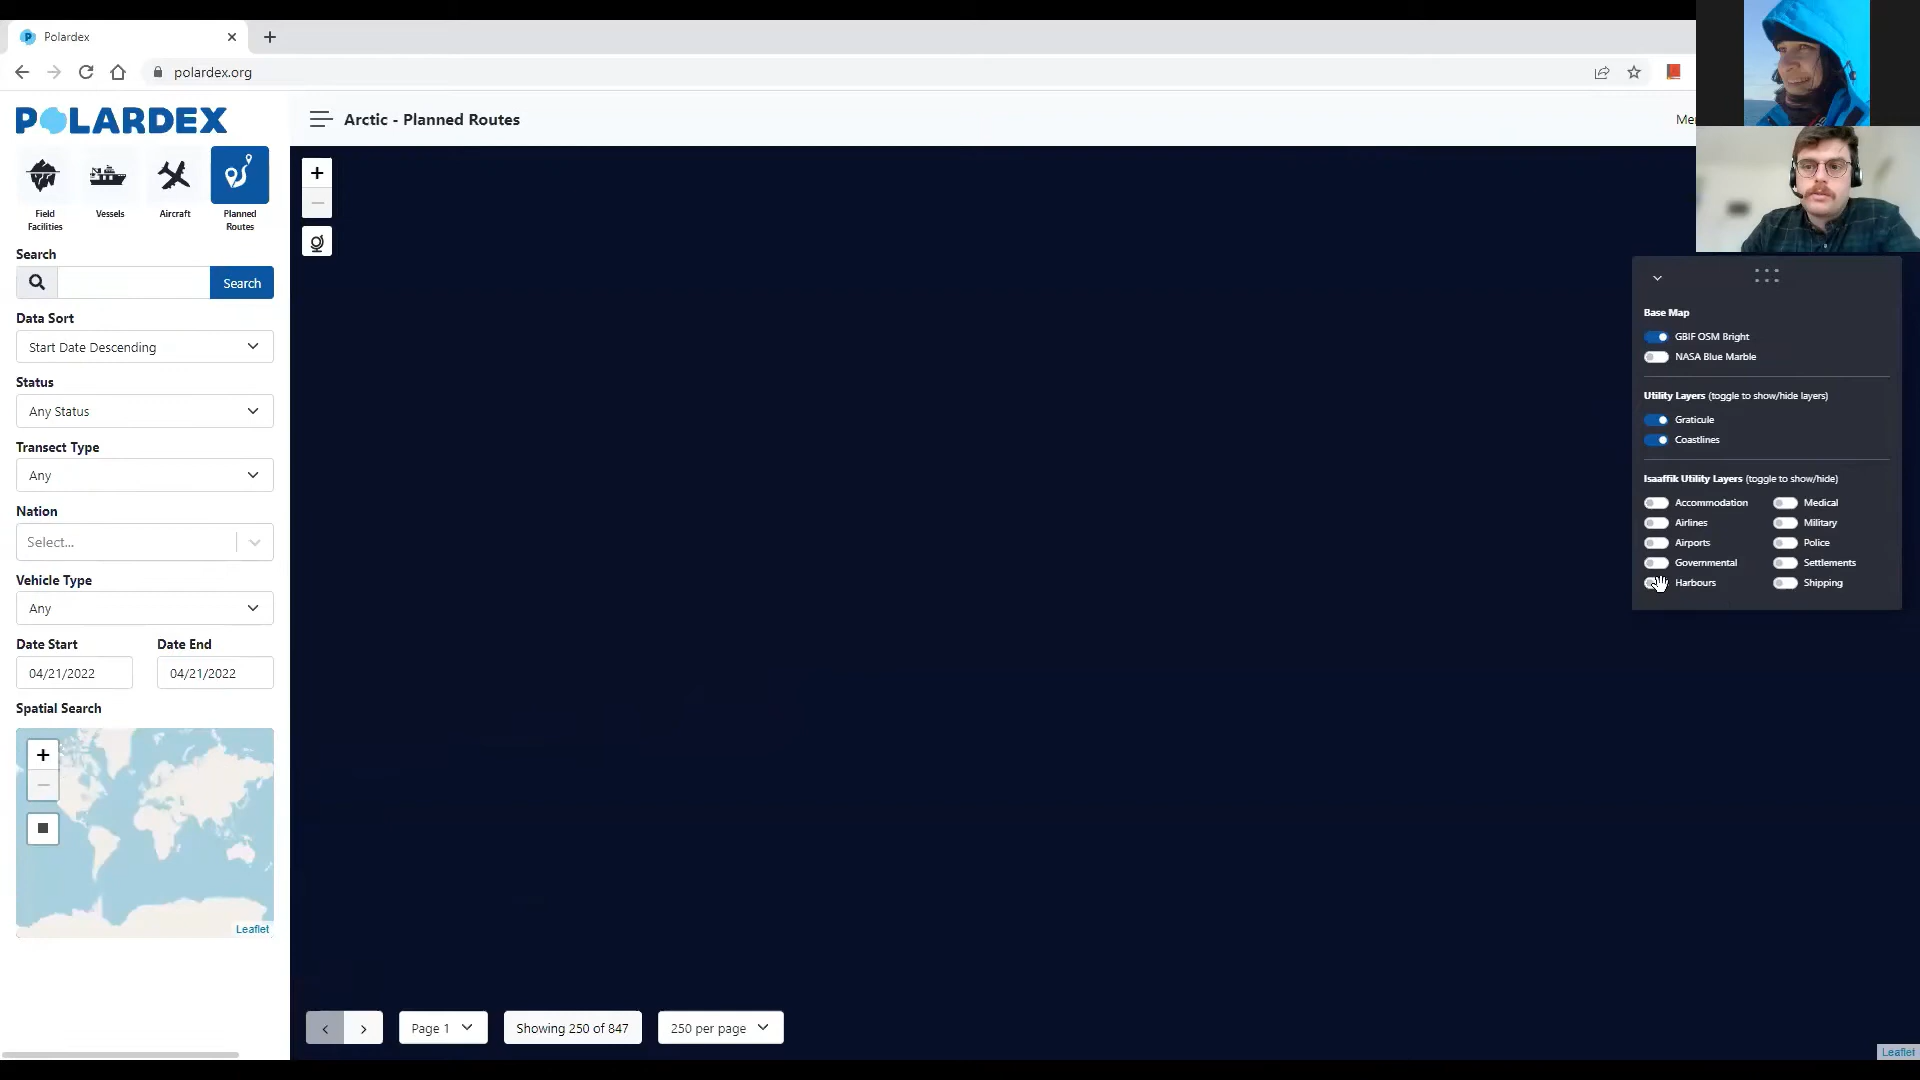 Polardex
polardex.org
POLARDEX
Arctic - Planned Routes
Field Facilities
Vessels
Aircraft
Planned Routes
Search
Search
Data Sort
Start Date Descending
Status
Any Status
Transect Type
Any
Nation
Select...
Vehicle Type
Any
Date Start
Date End
04/21/2022
04/21/2022
Spatial Search
+
−
Leaflet
+
−
Base Map
GBIF OSM Bright
NASA Blue Marble
Utility Layers (toggle to show/hide layers)
Graticule
Coastlines
Isaaffik Utility Layers (toggle to show/hide)
Accommodation
Medical
Airlines
Military
Airports
Police
Governmental
Settlements
Harbours
Shipping
Page 1
Showing 250 of 847
250 per page
Leaflet